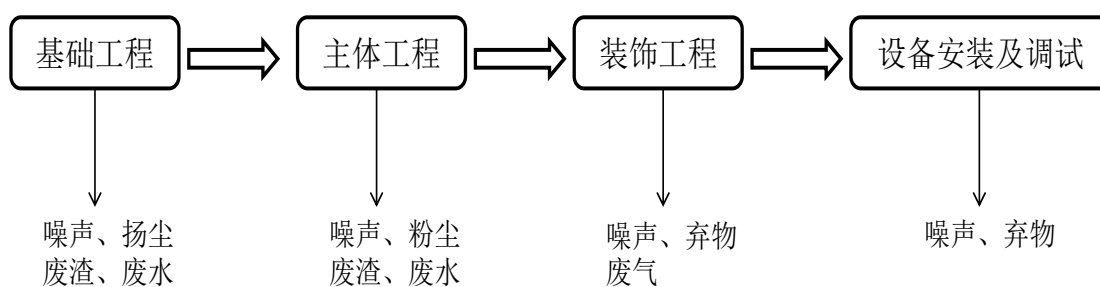 基础工程
主体工程
装饰工程
设备安装及调试
噪声、扬尘
废渣、废水
噪声、粉尘
废渣、废水
噪声、弃物
废气
噪声、弃物